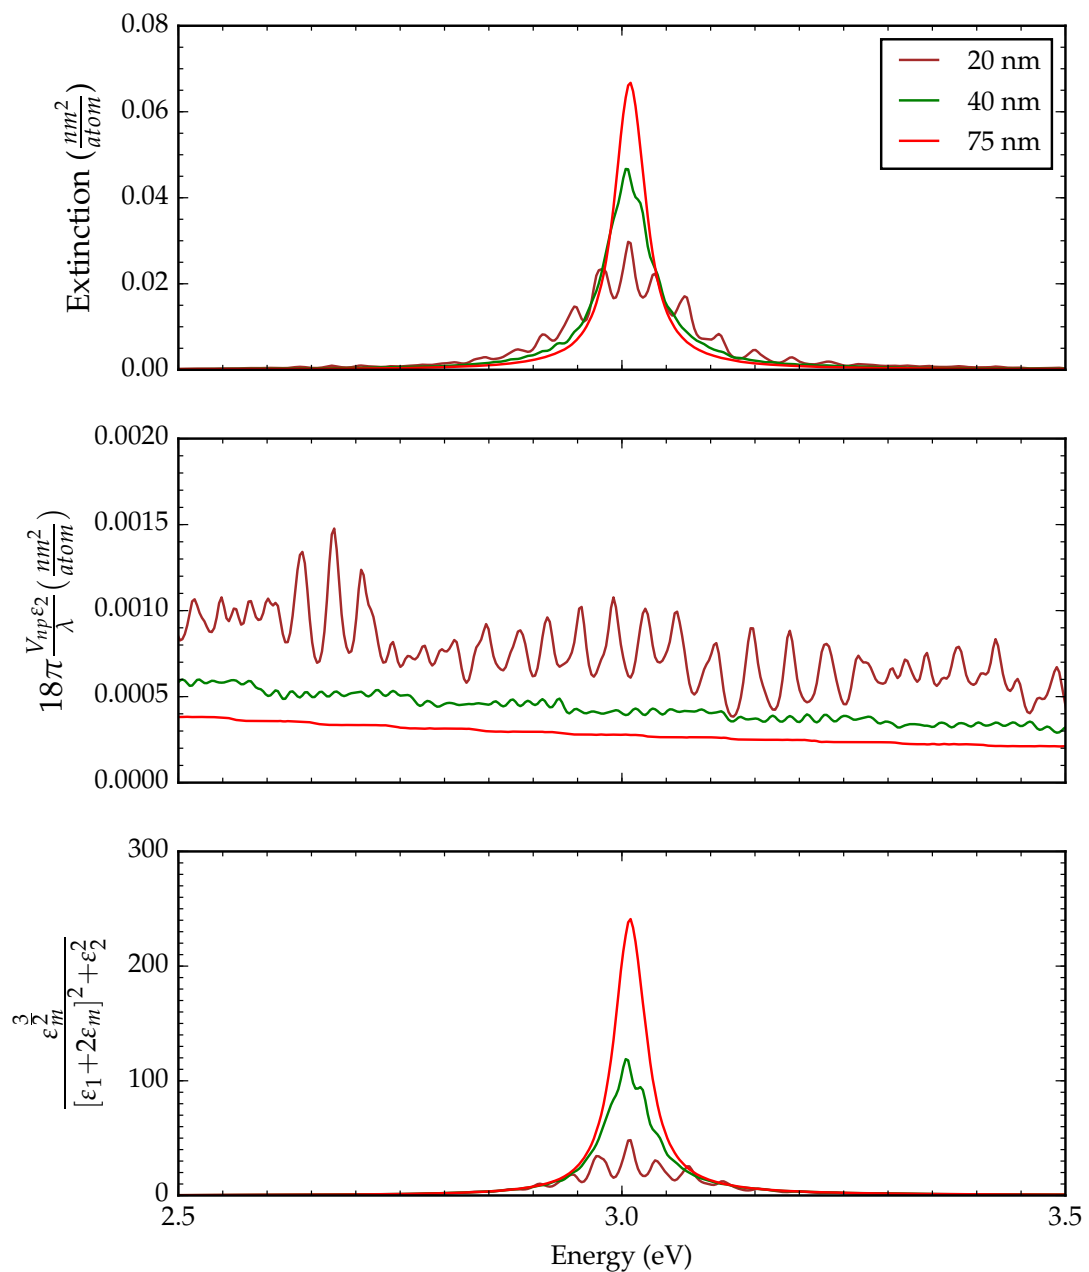 0.08
0.06
0.04
0.02
0.00
Extinction (nm²/atom)
20 nm
40 nm
75 nm
0.0020
0.0015
0.0010
0.0005
0.0000
18π V_{np}ε₂/λ (nm²/atom)
300
200
100
0
ε_m^{3/2} / [ε₁+2ε_m]²+ε₂²
2.5 3.0 3.5
Energy (eV)